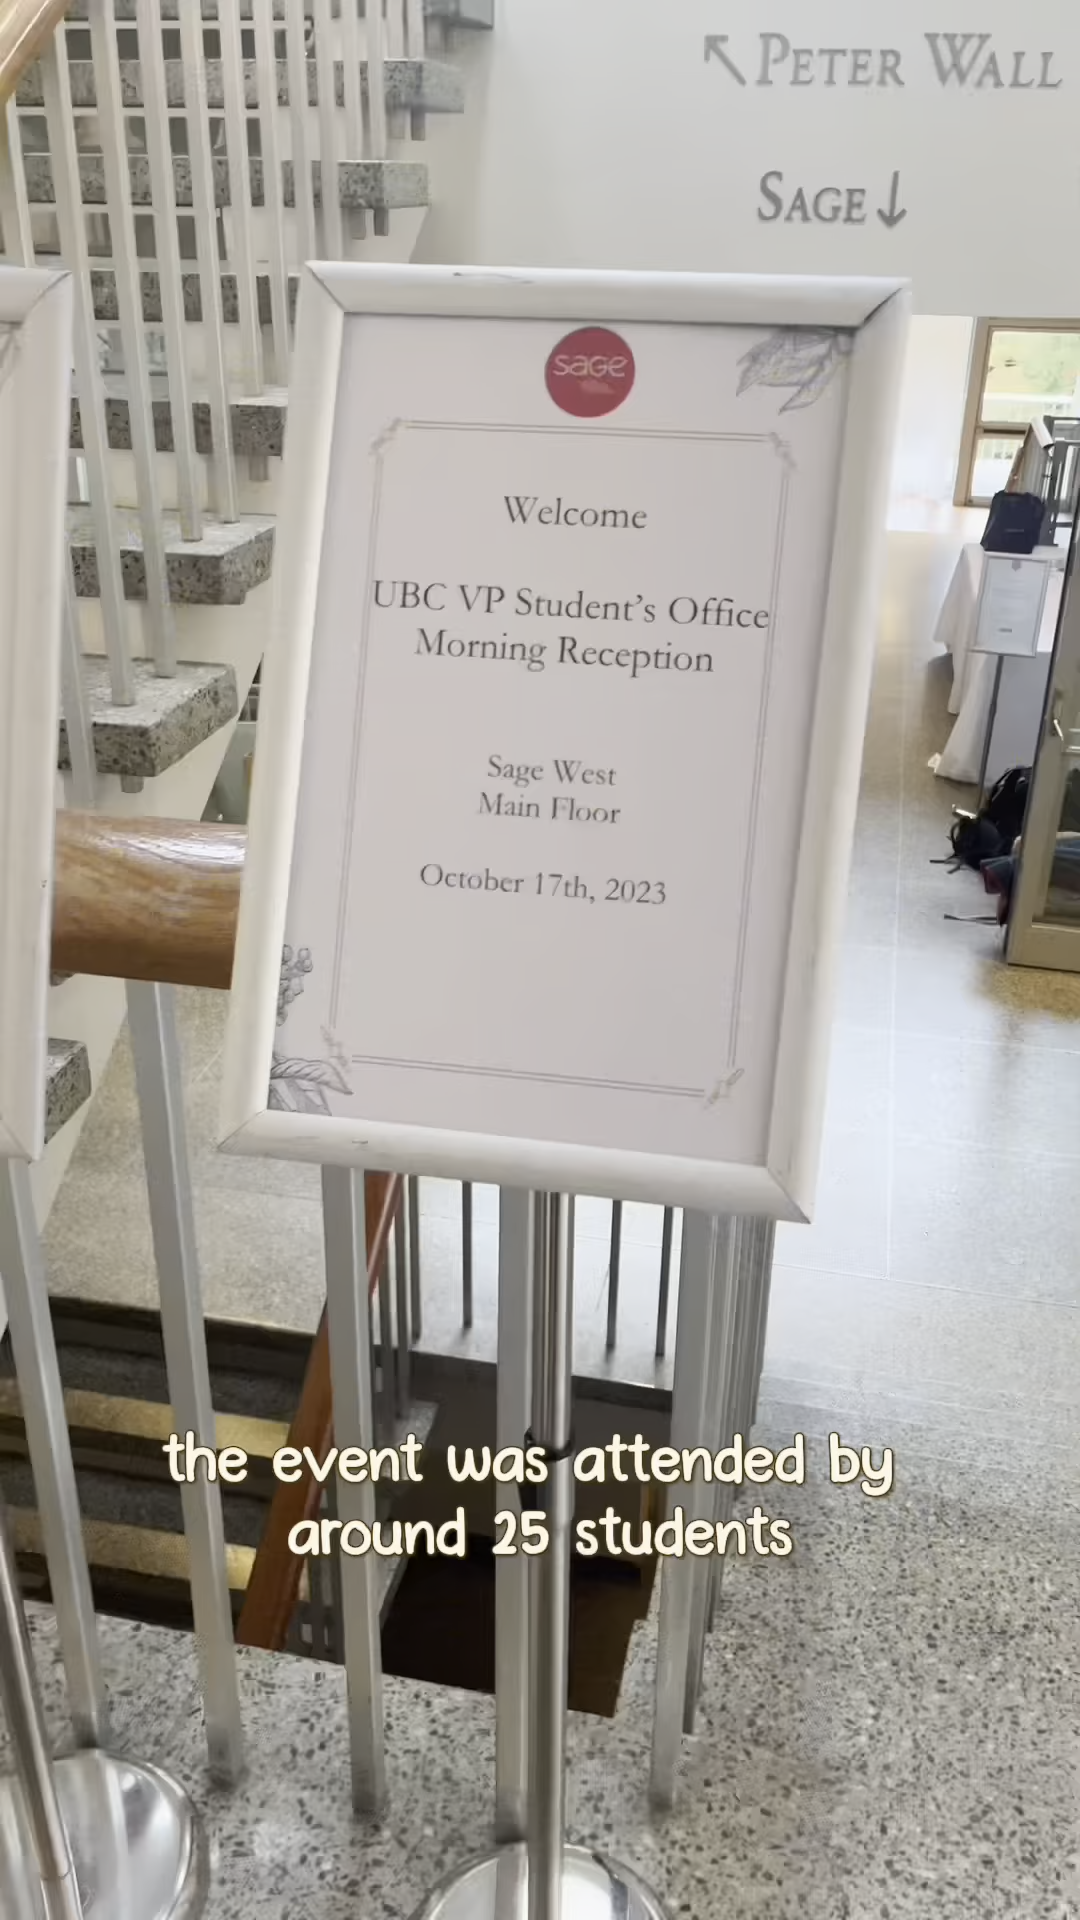 ↖ PETER WALL
SAGE ↓
sage
Welcome
UBC VP Student's Office
Morning Reception
Sage West
Main Floor
October 17th, 2023
the event was attended by
around 25 students